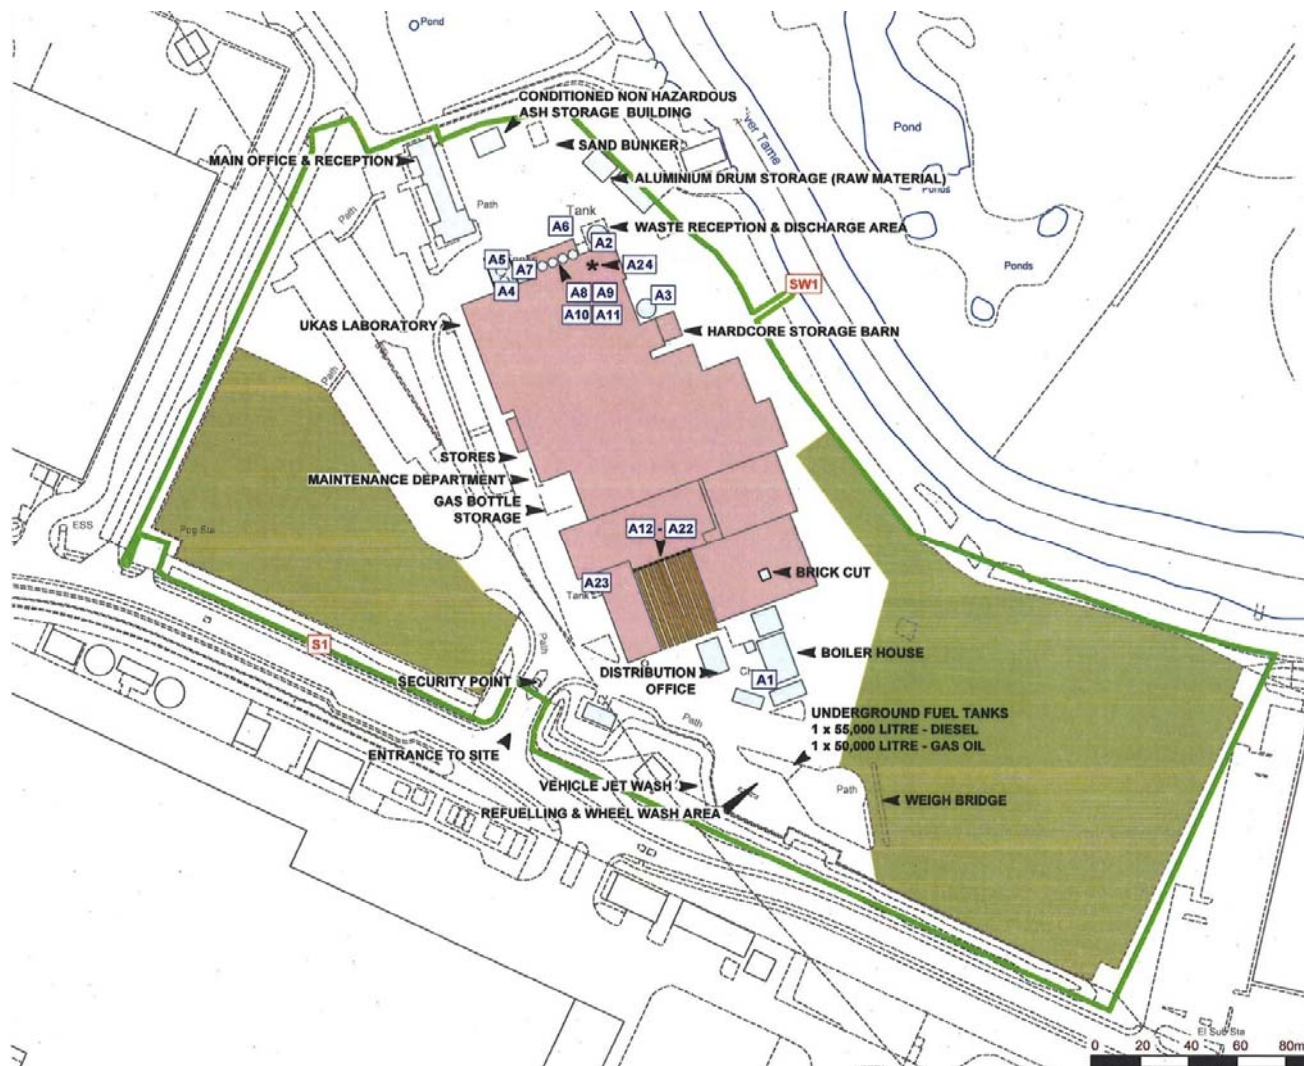 Pond
CONDITIONED NON HAZARDOUS
ASH STORAGE BUILDING
ver Tame
Pond
SAND BUNKER
MAIN OFFICE & RECEPTION
ALUMINIUM DRUM STORAGE (RAW MATERIAL)
Ponds
Path
Path
Tank
A6
WASTE RECEPTION & DISCHARGE AREA
A2
A5
A7
A24
Ponds
SW1
A4
A8
A9
A3
A10
A11
UKAS LABORATORY
HARDCORE STORAGE BARN
Path
STORES
MAINTENANCE DEPARTMENT
GAS BOTTLE
STORAGE
ESS
Ppg Sta
A12 - A22
BRICK CUT
A23
Tank
S1
Path
BOILER HOUSE
DISTRIBUTION
OFFICE
SECURITY POINT
A1
UNDERGROUND FUEL TANKS
1 x 55,000 LITRE - DIESEL
1 x 50,000 LITRE - GAS OIL
Path
ENTRANCE TO SITE
VEHICLE JET WASH
Path
WEIGH BRIDGE
REFUELLING & WHEEL WASH AREA
El Sub Sta
0 20 40 60 80m